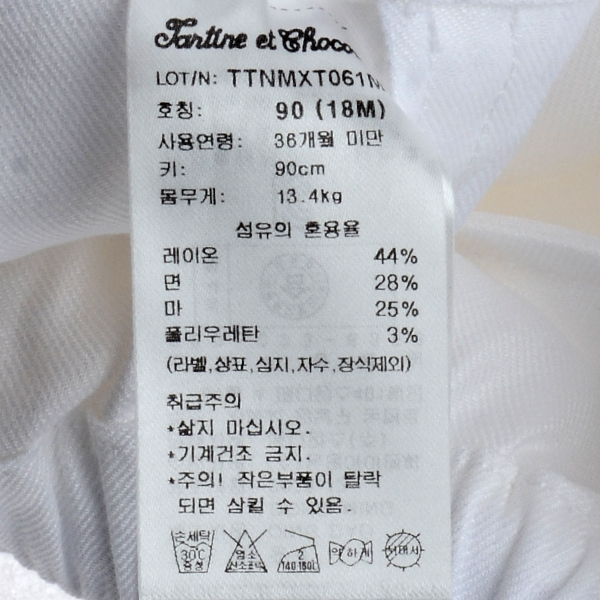 Tartine et Choco
LOT/N: TTNMXT061
호칭: 90 (18M)
사용연령: 36개월 미만
키: 90cm
몸무게: 13.4kg
섬유의 혼용율
레이온 44%
면 28%
마 25%
폴리우레탄 3%
(라벨,상표,심지,자수,장식제외)
취급주의
*삶지 마십시오.
*기계건조 금지.
*주의! 작은부품이 탈락
되면 삼킬 수 있음.
손세탁 염소 2 약하게
30℃ 산소표백 140-160℃
중성